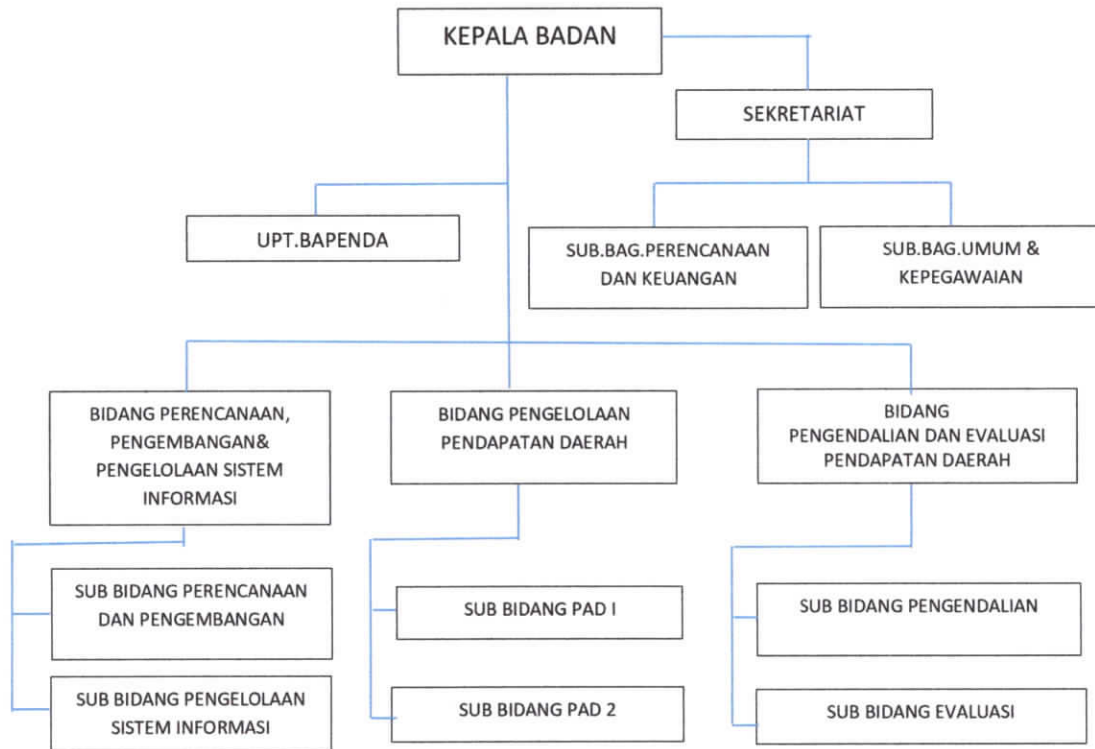 KEPALA BADAN
SEKRETARIAT
UPT.BAPENDA
SUB.BAG.PERENCANAAN
DAN KEUANGAN
SUB.BAG.UMUM &
KEPEGAWAIAN
BIDANG PERENCANAAN,
PENGEMBANGAN&
PENGELOLAAN SISTEM
INFORMASI
BIDANG PENGELOLAAN
PENDAPATAN DAERAH
BIDANG
PENGENDALIAN DAN EVALUASI
PENDAPATAN DAERAH
SUB BIDANG PERENCANAAN
DAN PENGEMBANGAN
SUB BIDANG PAD I
SUB BIDANG PENGENDALIAN
SUB BIDANG PENGELOLAAN
SISTEM INFORMASI
SUB BIDANG PAD 2
SUB BIDANG EVALUASI